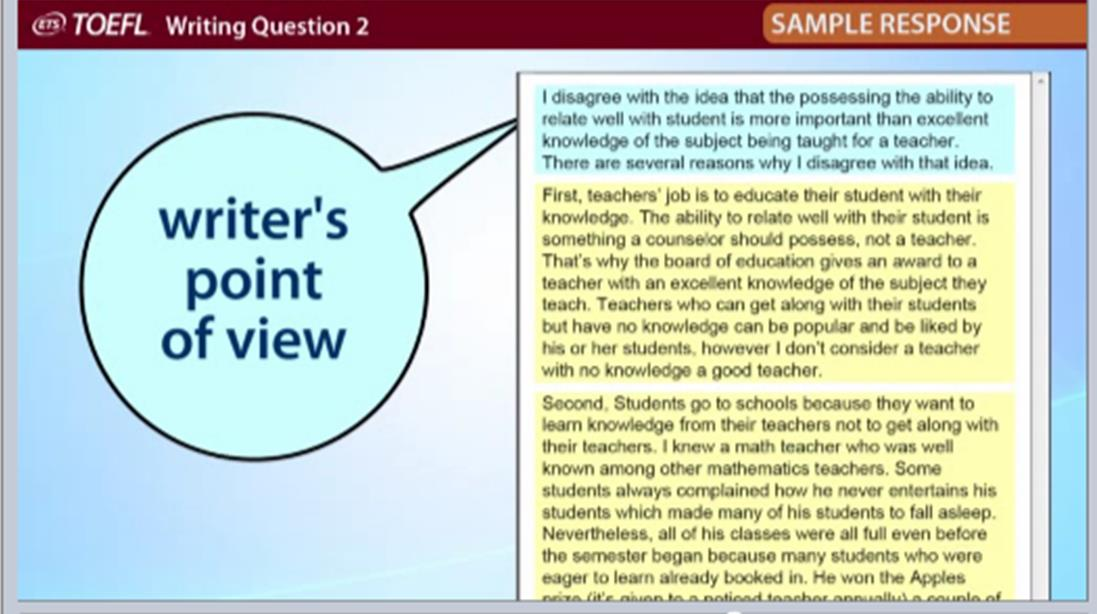 ETS TOEFL Writing Question 2
SAMPLE RESPONSE
writer's
point
of view
I disagree with the idea that the possessing the ability to
relate well with student is more important than excellent
knowledge of the subject being taught for a teacher.
There are several reasons why I disagree with that idea.
First, teachers' job is to educate their student with their
knowledge. The ability to relate well with their student is
something a counselor should possess, not a teacher.
That's why the board of education gives an award to a
teacher with an excellent knowledge of the subject they
teach. Teachers who can get along with their students
but have no knowledge can be popular and be liked by
his or her students, however I don't consider a teacher
with no knowledge a good teacher.
Second, Students go to schools because they want to
learn knowledge from their teachers not to get along with
their teachers. I knew a math teacher who was well
known among other mathematics teachers. Some
students always complained how he never entertains his
students which made many of his students to fall asleep.
Nevertheless, all of his classes were all full even before
the semester began because many students who were
eager to learn already booked in. He won the Apples
prize (it's given to a noticed teacher annually) a couple of